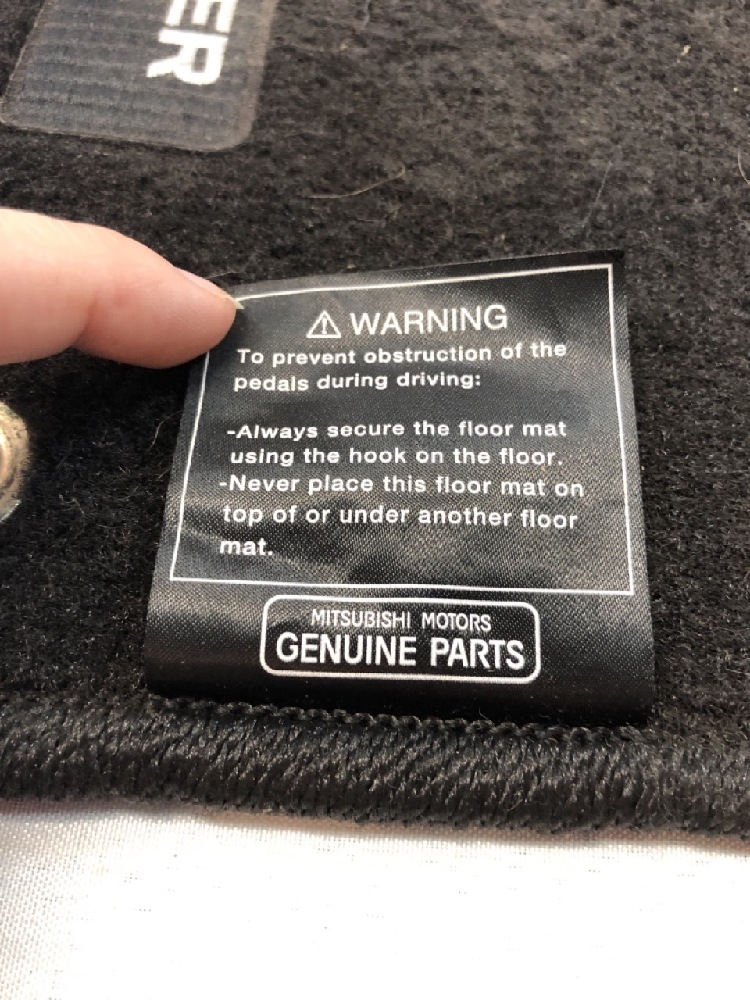 ER
WARNING
To prevent obstruction of the
pedals during driving:
-Always secure the floor mat
using the hook on the floor.
-Never place this floor mat on
top of or under another floor
mat.
MITSUBISHI MOTORS
GENUINE PARTS